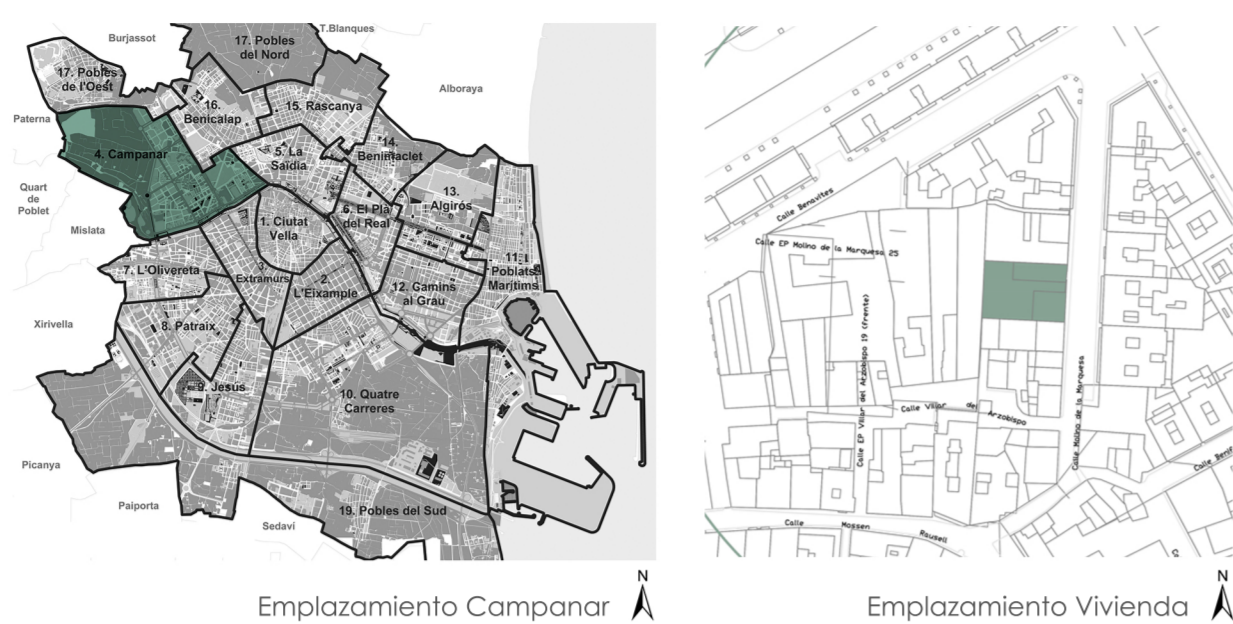 Burjassot
T.Blanques
17. Pobles
del Nord
17. Pobles
de l'Oest
Alboraya
16.
Benicalap
15. Rascanya
Paterna
4. Campanar
14.
Benimaclet
5. La
Saïdia
Quart
de
Poblet
13.
Algirós
6. El Pla
del Real
1. Ciutat
Vella
Mislata
11.
Poblats
Marítims
7. L'Olivereta
3.
Extramurs
2.
L'Eixample
12. Camins
al Grau
Xirivella
8. Patraix
9. Jesus
10. Quatre
Carreres
Picanya
Paiporta
Sedaví
19. Pobles del Sud
Emplazamiento Campanar
N
Calle Benavites
Calle EP Molino de la Marquesa 25
Calle EP Villar del Arzobispo 19 (frente)
Calle Villar del Arzobispo
Calle Molino de la Marquesa
Calle Mossen Rausell
Emplazamiento Vivienda
N